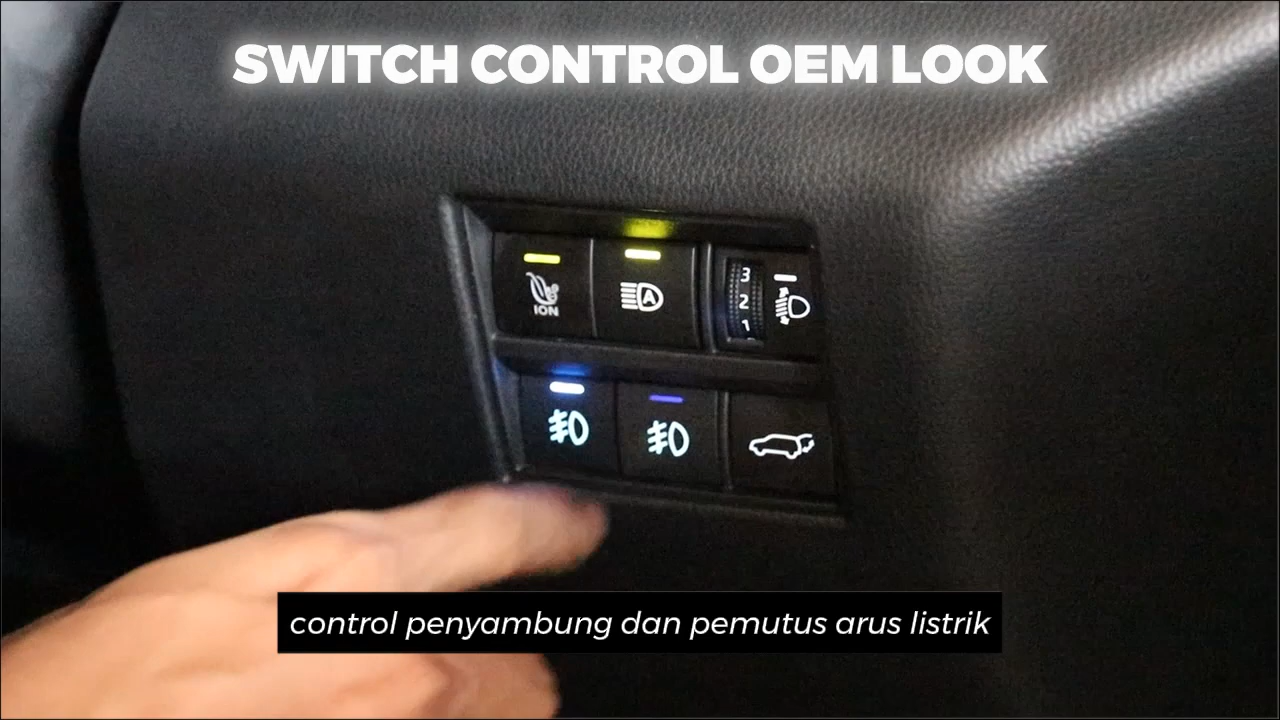 SWITCH CONTROL OEM LOOK
ION
A
3
2
1
control penyambung dan pemutus arus listrik